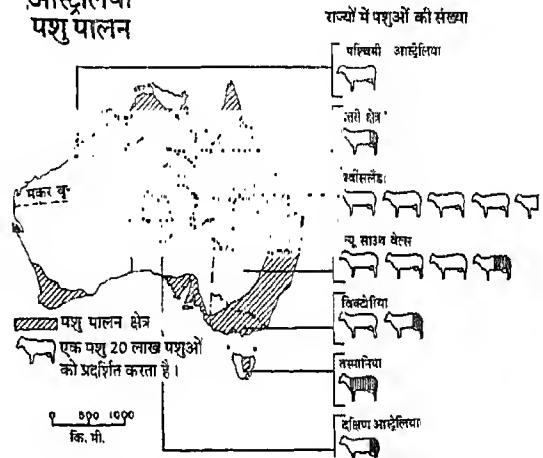 आस्ट्रेलिया
पशु पालन
राज्यों में पशुओं की संख्या
पश्चिमी आस्ट्रेलिया
क्षेत्र
क्वींसलैंड
न्यू साउथ वेल्स
विक्टोरिया
तस्मानिया
दक्षिण आस्ट्रेलिया
मकर वृ
पशु पालन क्षेत्र
एक पशु 20 लाख पशुओं
को प्रदर्शित करता है।
0 500 1000
कि. मी.